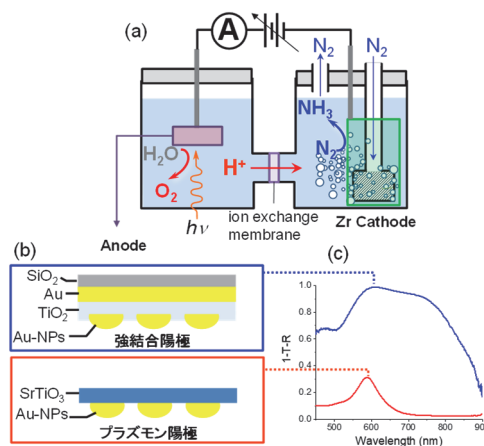 (a)
A
N₂
N₂
NH₃
N₂
H₂O
O₂
H⁺
hν
ion exchange
membrane
Zr Cathode
Anode
(b)
SiO₂
Au
TiO₂
Au-NPs
強結合陽極
SrTiO₃
Au-NPs
プラズモン陽極
(c)
1-T-R
1.0
0.8
0.6
0.4
0.2
0
500
600
700
800
90
Wavelength (nm)